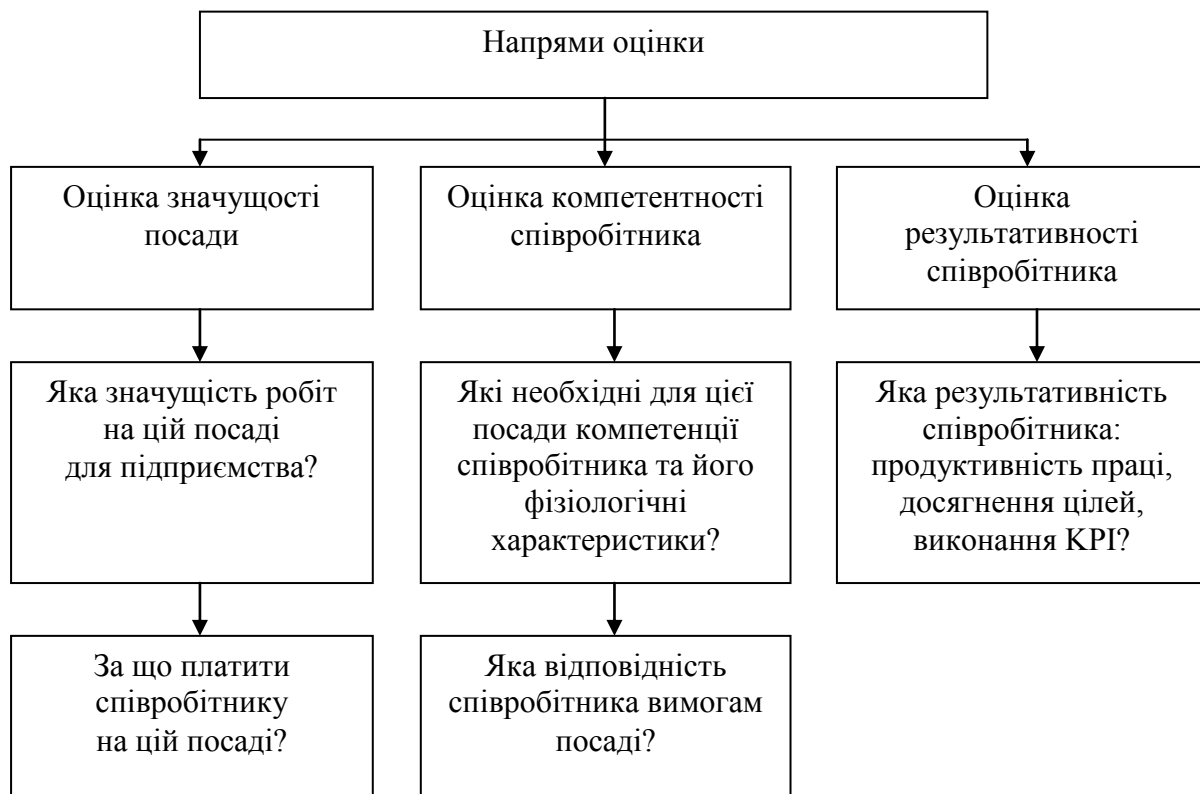 Напрями оцінки
Оцінка значущості
посади
Оцінка компетентності
співробітника
Оцінка
результативності
співробітника
Яка значущість робіт
на цій посаді
для підприємства?
Які необхідні для цієї
посади компетенції
співробітника та його
фізіологічні
характеристики?
Яка результативність
співробітника:
продуктивність праці,
досягнення цілей,
виконання KPI?
За що платити
співробітнику
на цій посаді?
Яка відповідність
співробітника вимогам
посаді?